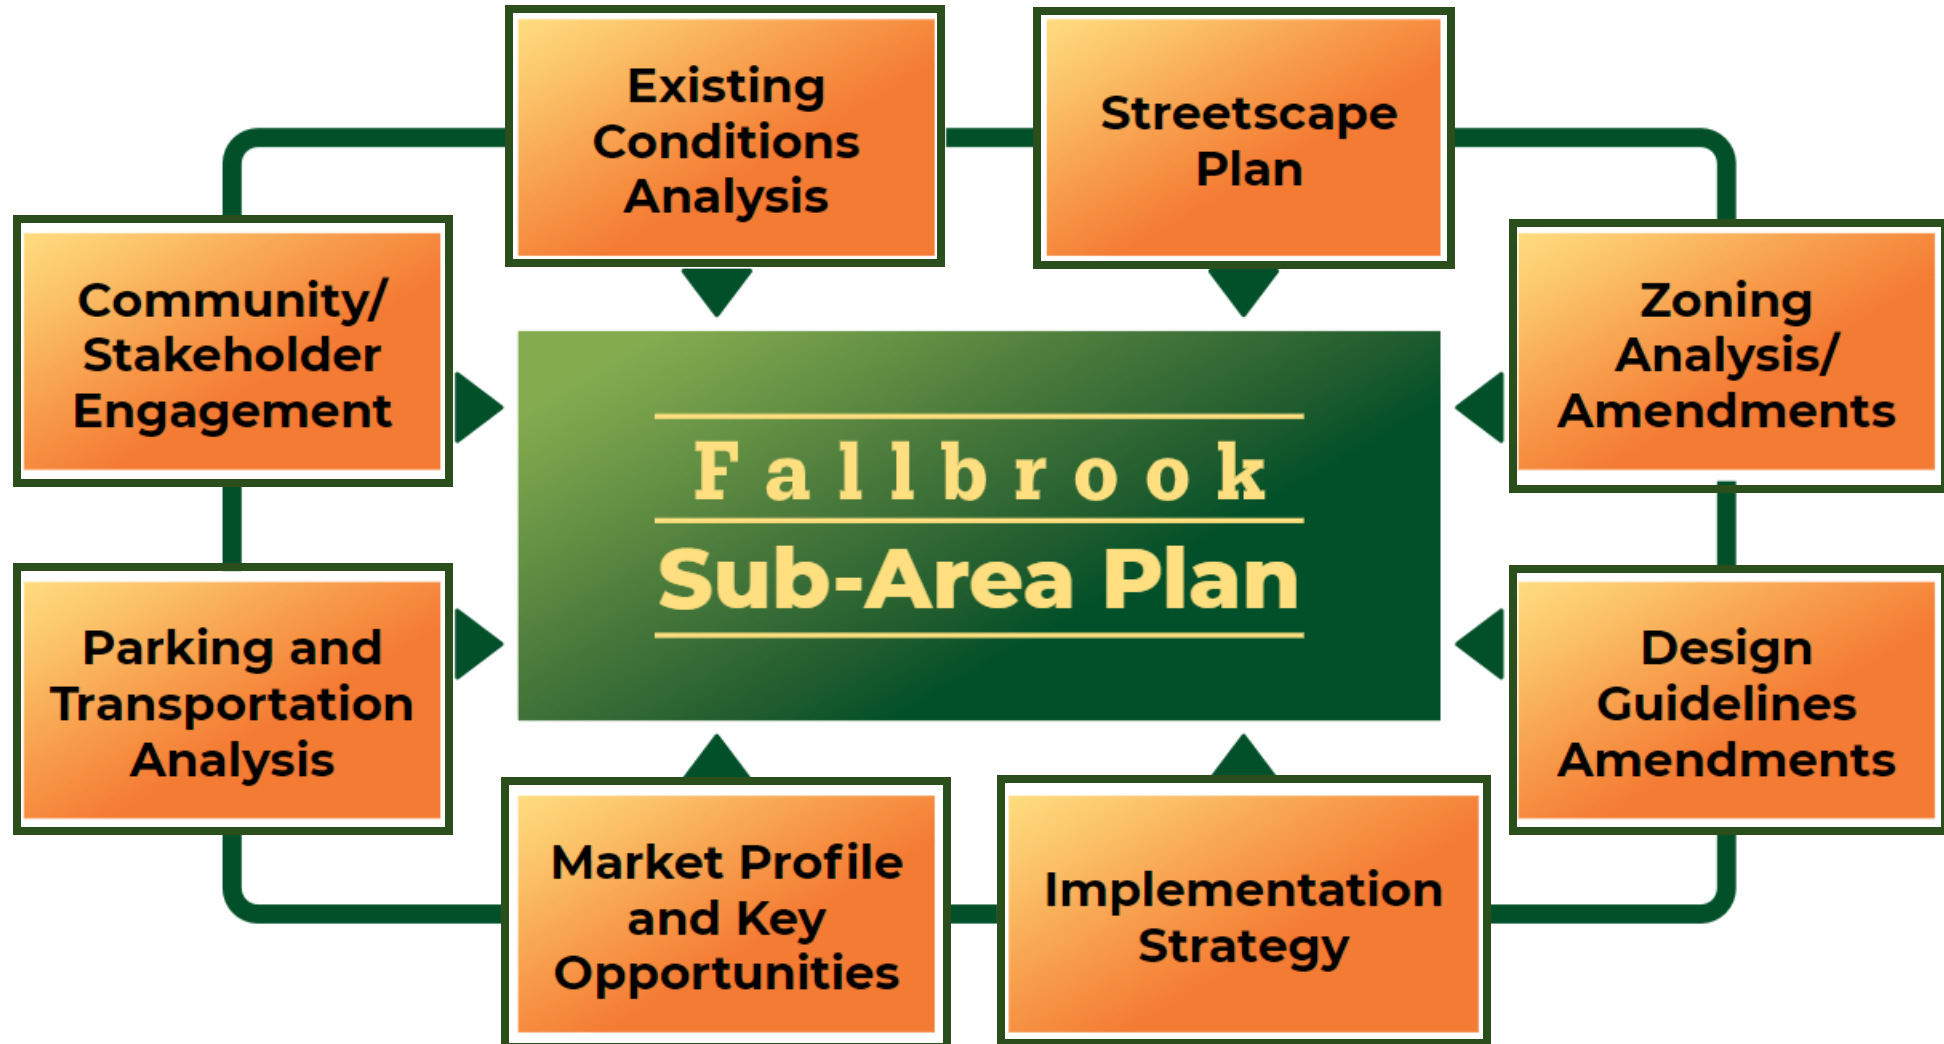 Existing
Conditions
Analysis
Streetscape
Plan
Community/
Stakeholder
Engagement
Zoning
Analysis/
Amendments
Fallbrook
Sub-Area Plan
Parking and
Transportation
Analysis
Design
Guidelines
Amendments
Market Profile
and Key
Opportunities
Implementation
Strategy